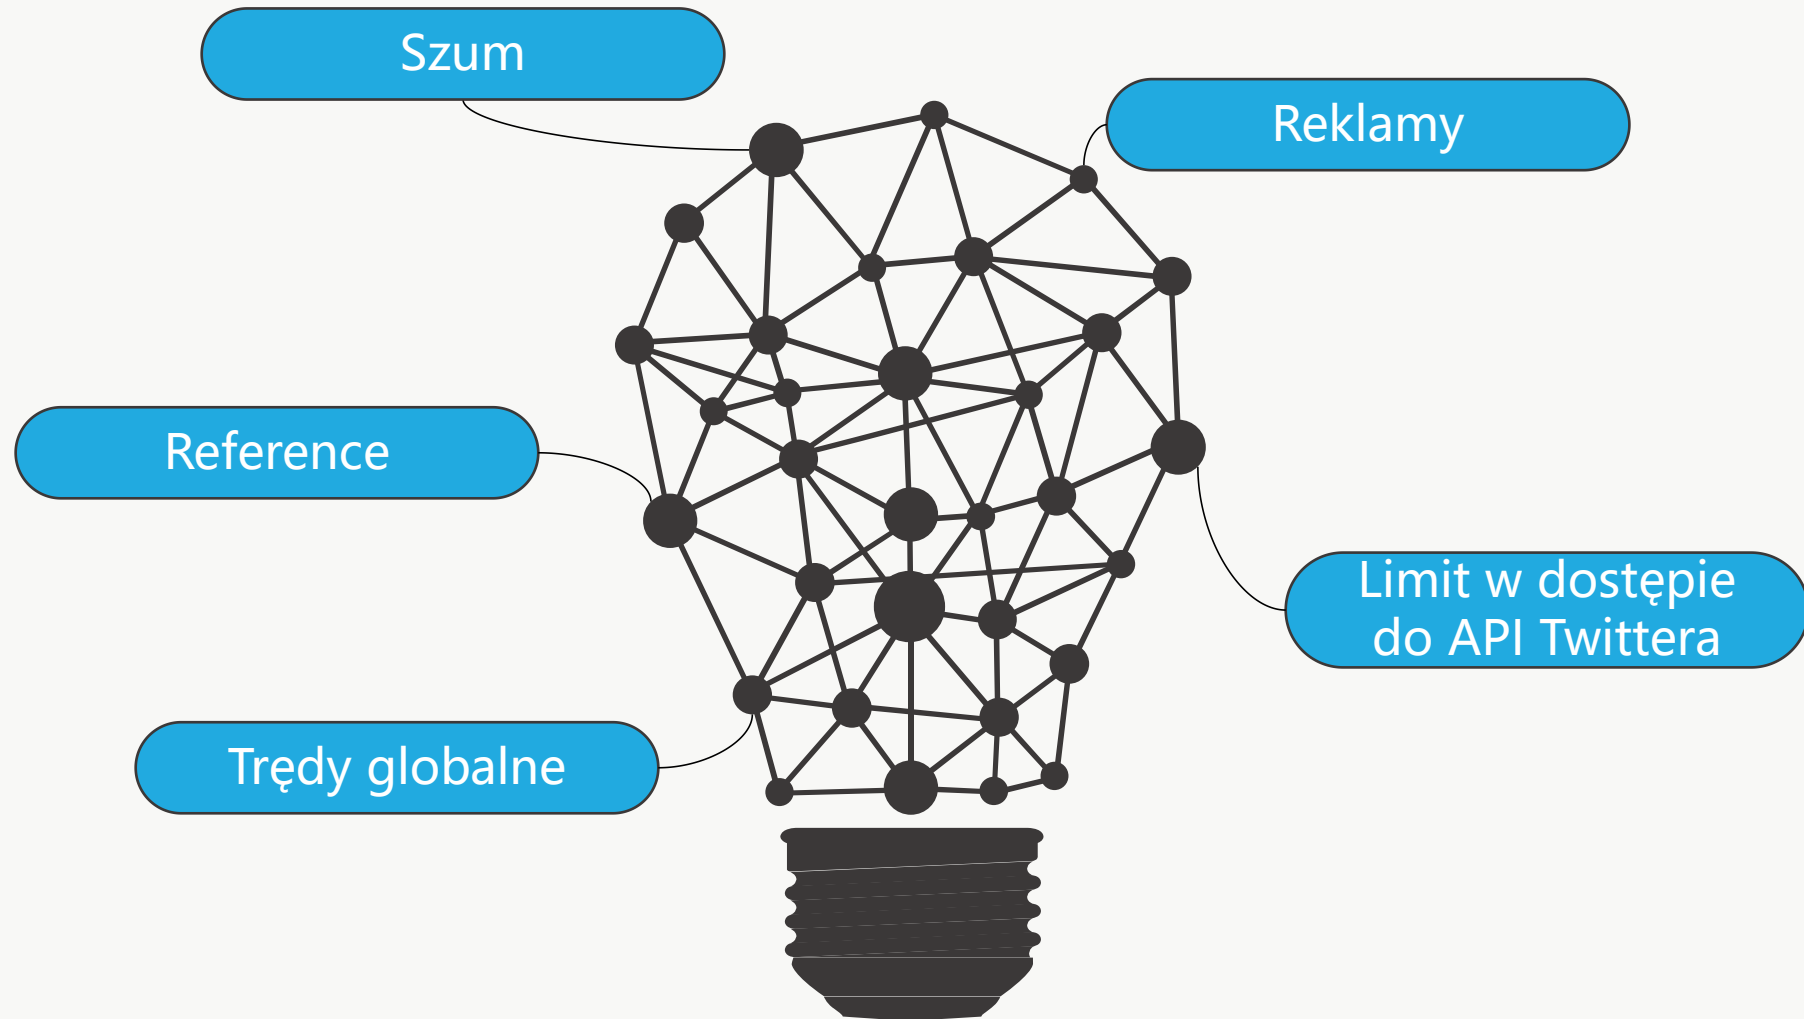 Szum
Reklamy
Reference
Limit w dostępie
do API Twittera
Trędy globalne